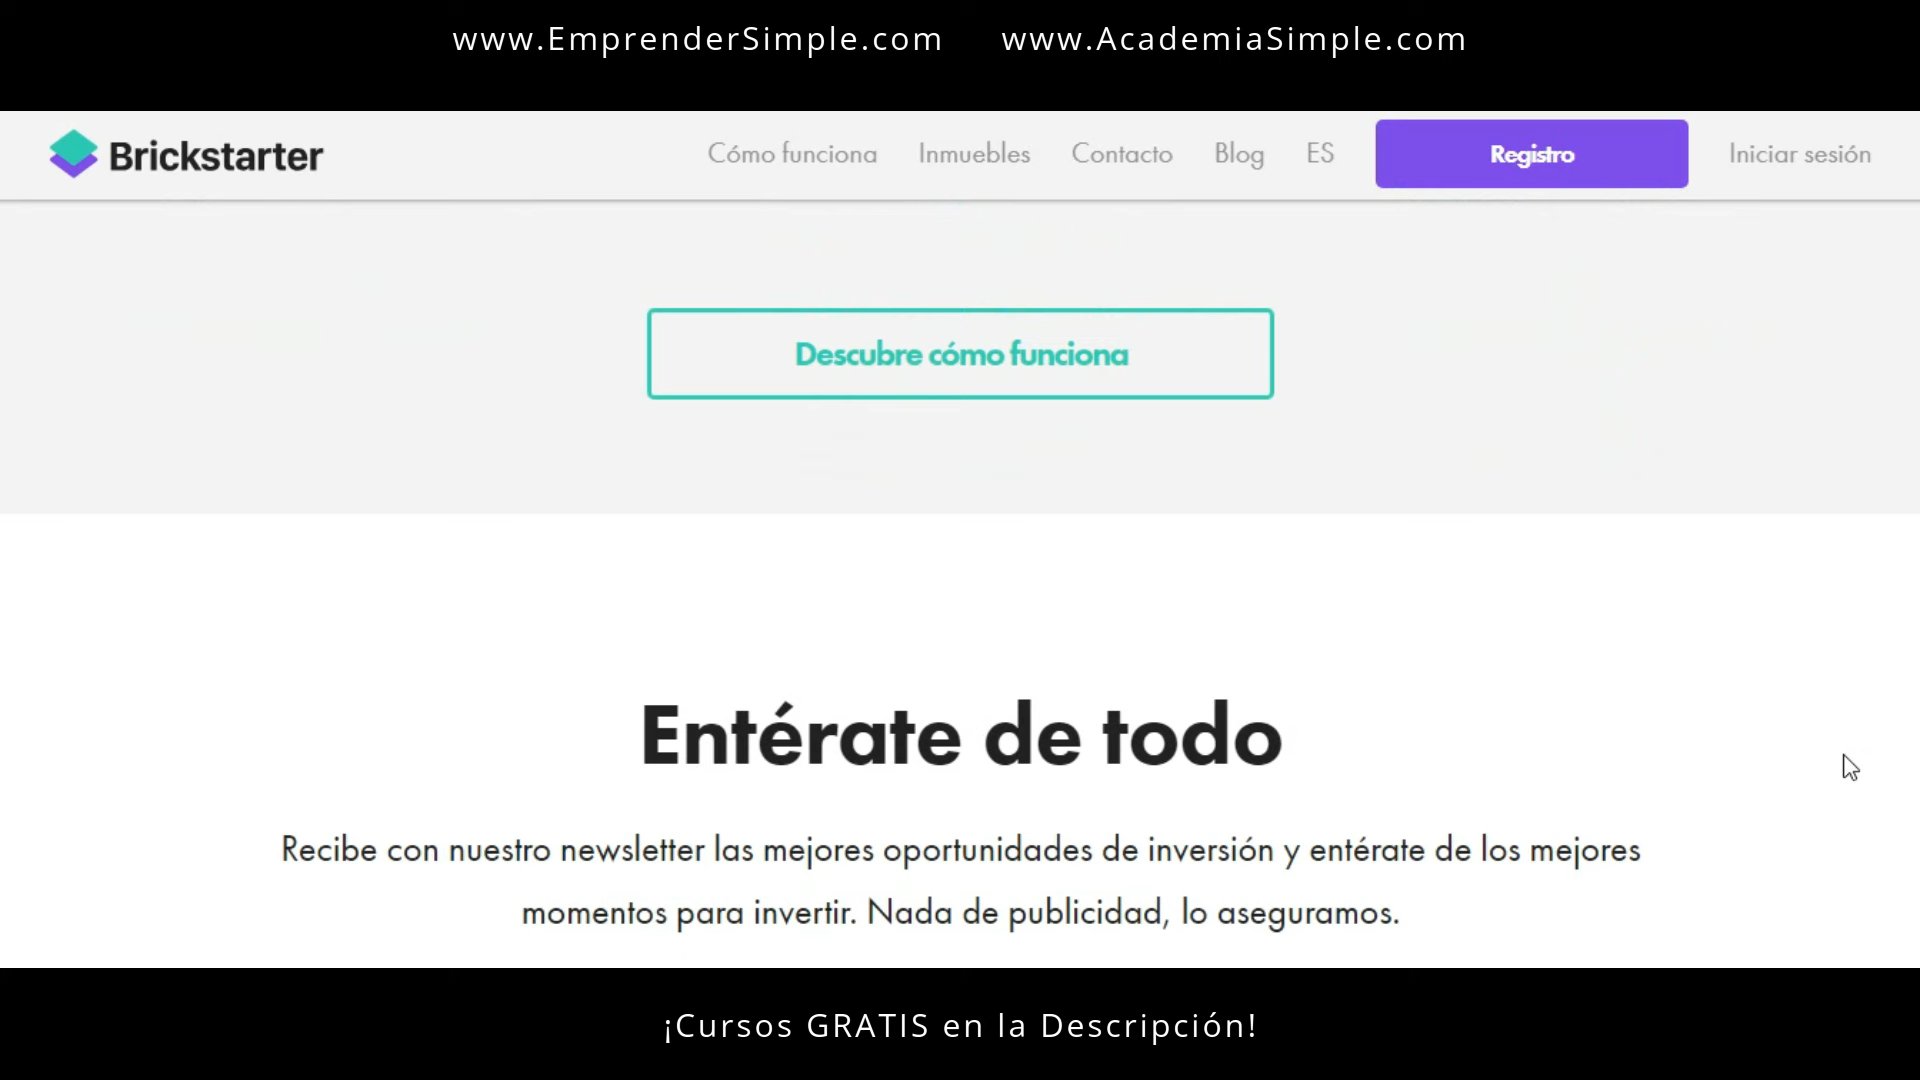 www.EmprenderSimple.com www.AcademiaSimple.com
Brickstarter Cómo funciona Inmuebles Contacto Blog ES Registro Iniciar sesión
Descubre cómo funciona
Entérate de todo
Recibe con nuestro newsletter las mejores oportunidades de inversión y entérate de los mejores
momentos para invertir. Nada de publicidad, lo aseguramos.
¡Cursos GRATIS en la Descripción!